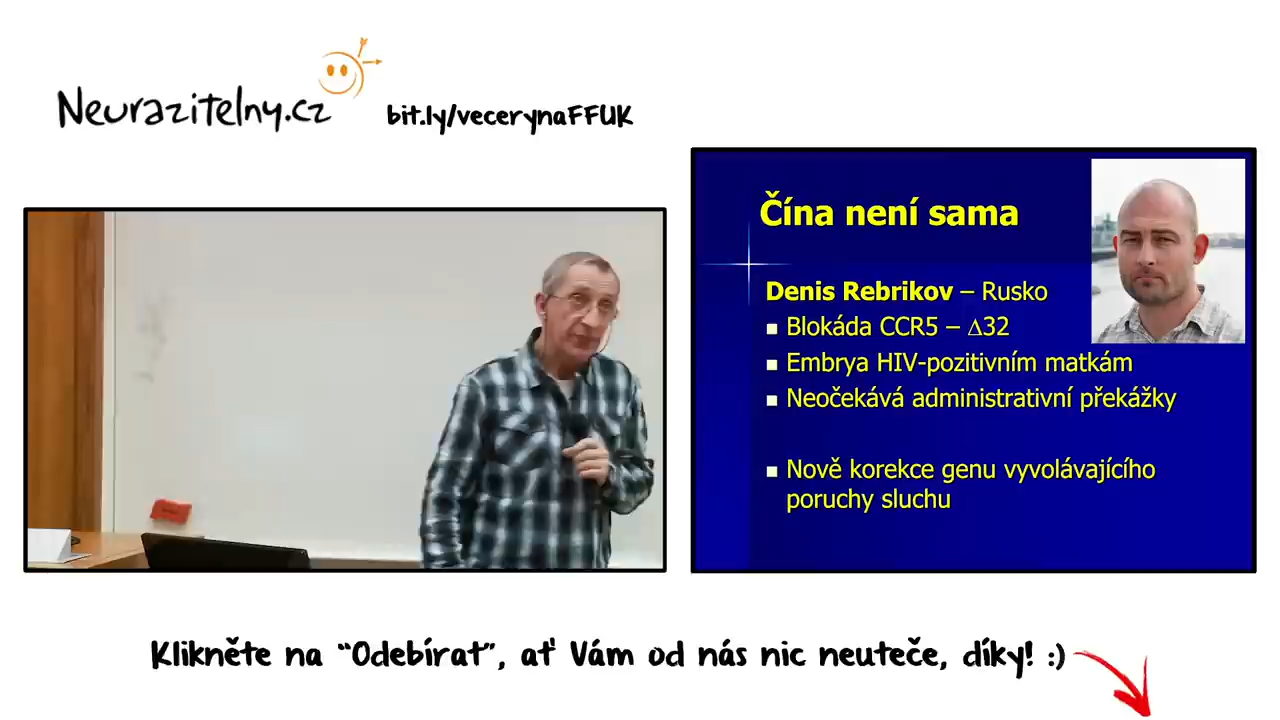 Neurazitelny.cz
bit.ly/vecerynaFFUK
Čína není sama
Denis Rebrikov – Rusko
Blokáda CCR5 – Δ32
Embrya HIV-pozitivním matkám
Neočekává administrativní překážky
Nově korekce genu vyvolávajícího
poruchy sluchu
Klikněte na “Odebírat”, ať Vám od nás nic neuteče, díky! :)